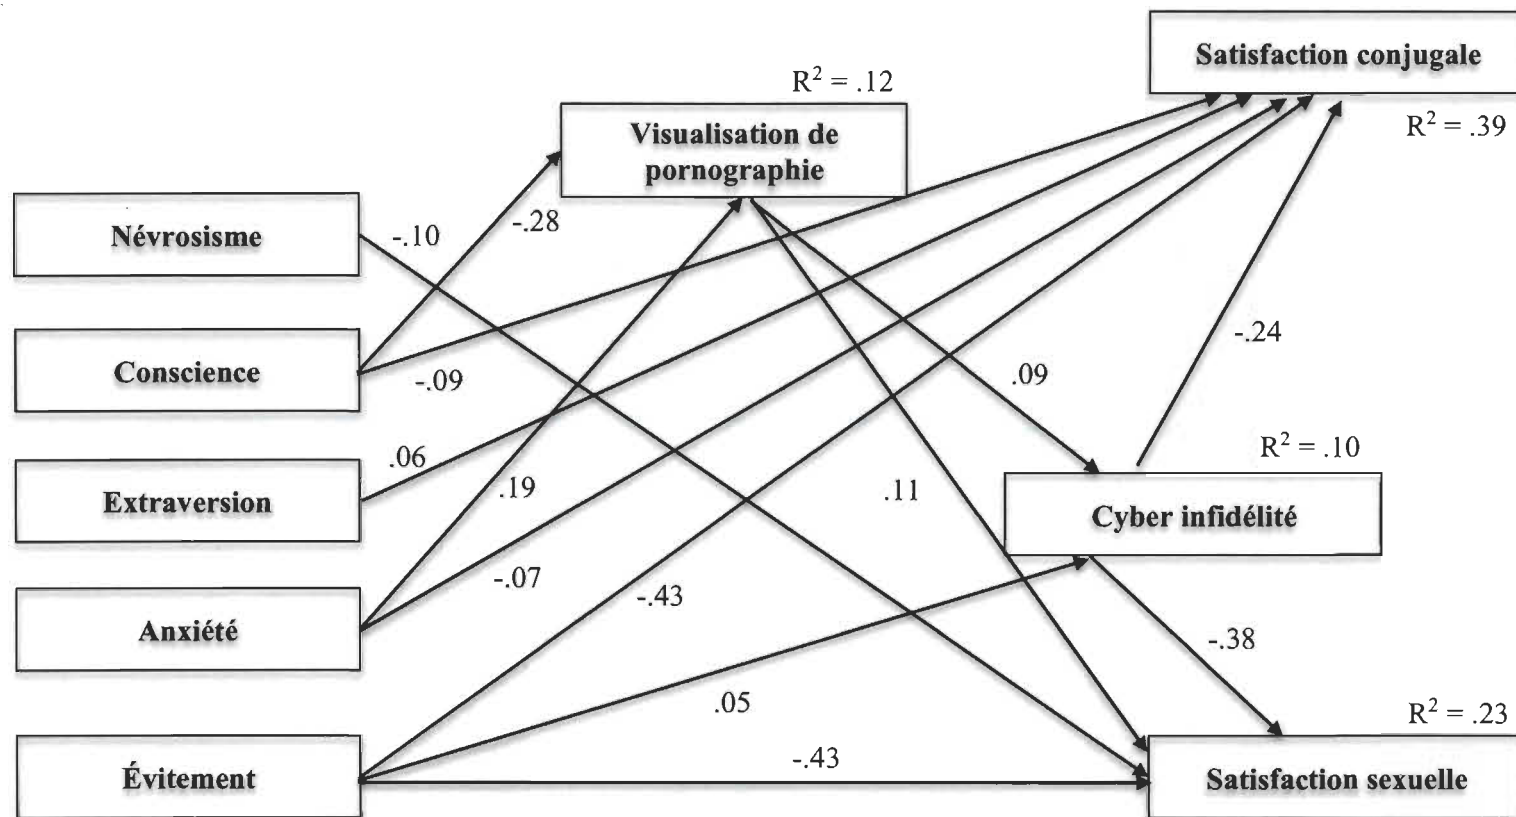 Satisfaction conjugale
R² = .12
R² = .39
Visualisation de
pornographie
Névrosisme
-.10
-.28
Conscience
-.09
-.24
.09
Extraversion
.06
.19
.11
R² = .10
Cyber infidélité
Anxiété
-.07
-.43
-.38
.05
R² = .23
Évitement
-.43
Satisfaction sexuelle